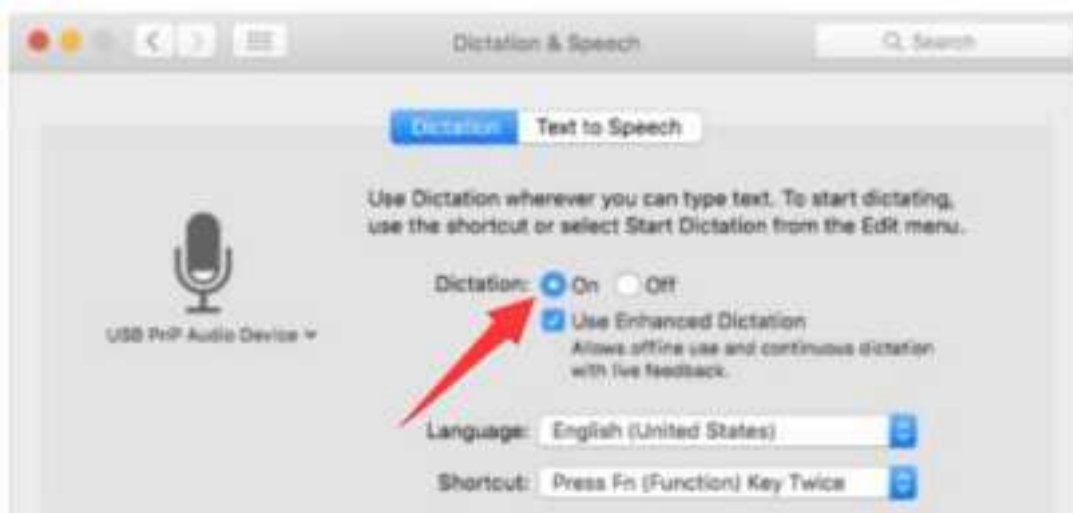 Dictation & Speech
Search
Dictation
Text to Speech
Use Dictation wherever you can type text. To start dictating,
use the shortcut or select Start Dictation from the Edit menu.
USB PnP Audio Device
Dictation: On Off
Use Enhanced Dictation
Allows offline use and continuous dictation
with live feedback.
Language: English (United States)
Shortcut: Press Fn (Function) Key Twice